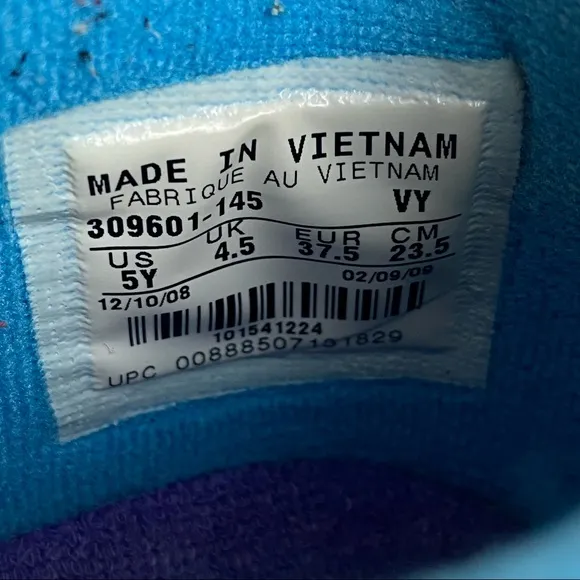 MADE IN VIETNAM
FABRIQUE AU VIETNAM
309601-145 VY
US UK EUR CM
5Y 4.5 37.5 23.5
12/10/08 02/09/09
101541224
UPC 00888507131829